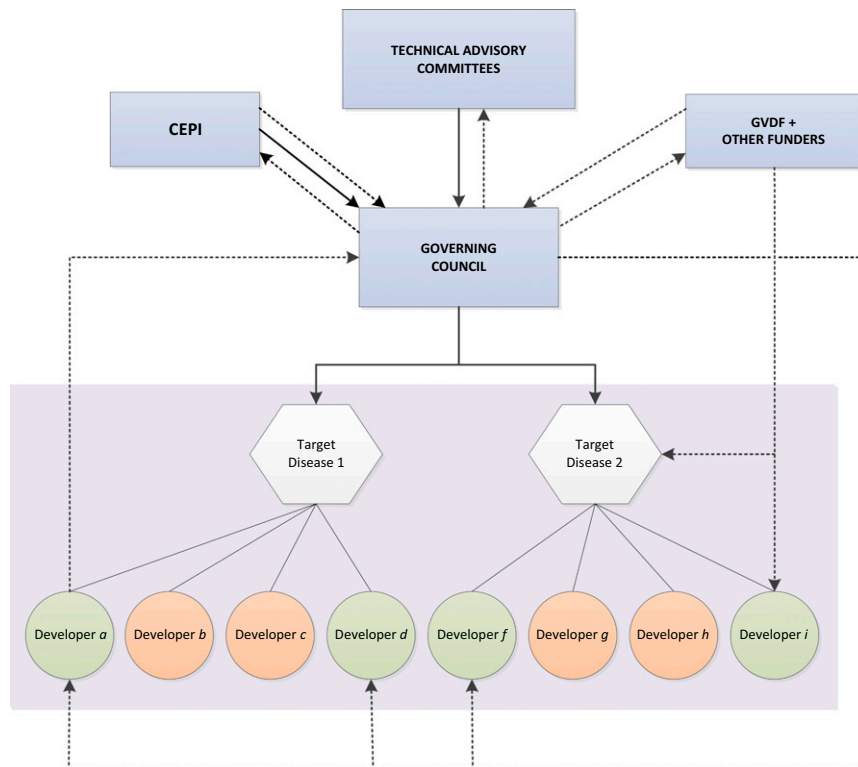 TECHNICAL ADVISORY
COMMITTEES
CEPI
GVDF +
OTHER FUNDERS
GOVERNING
COUNCIL
Target
Disease 1
Target
Disease 2
Developer a
Developer b
Developer c
Developer d
Developer f
Developer g
Developer h
Developer i